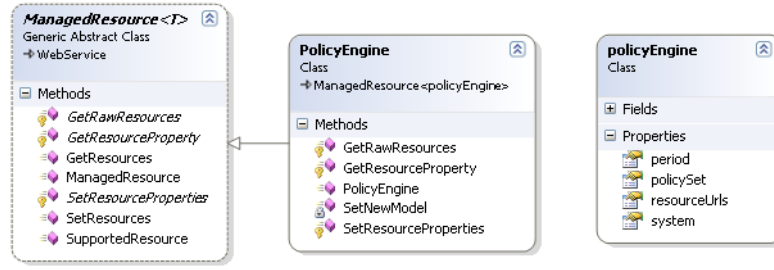 ManagedResource<T>
Generic Abstract Class
WebService
Methods
GetRawResources
GetResourceProperty
GetResources
ManagedResource
SetResourceProperties
SetResources
SupportedResource
PolicyEngine
Class
ManagedResource<policyEngine>
Methods
GetRawResources
GetResourceProperty
PolicyEngine
SetNewModel
SetResourceProperties
policyEngine
Class
Fields
Properties
period
policySet
resourceUrls
system